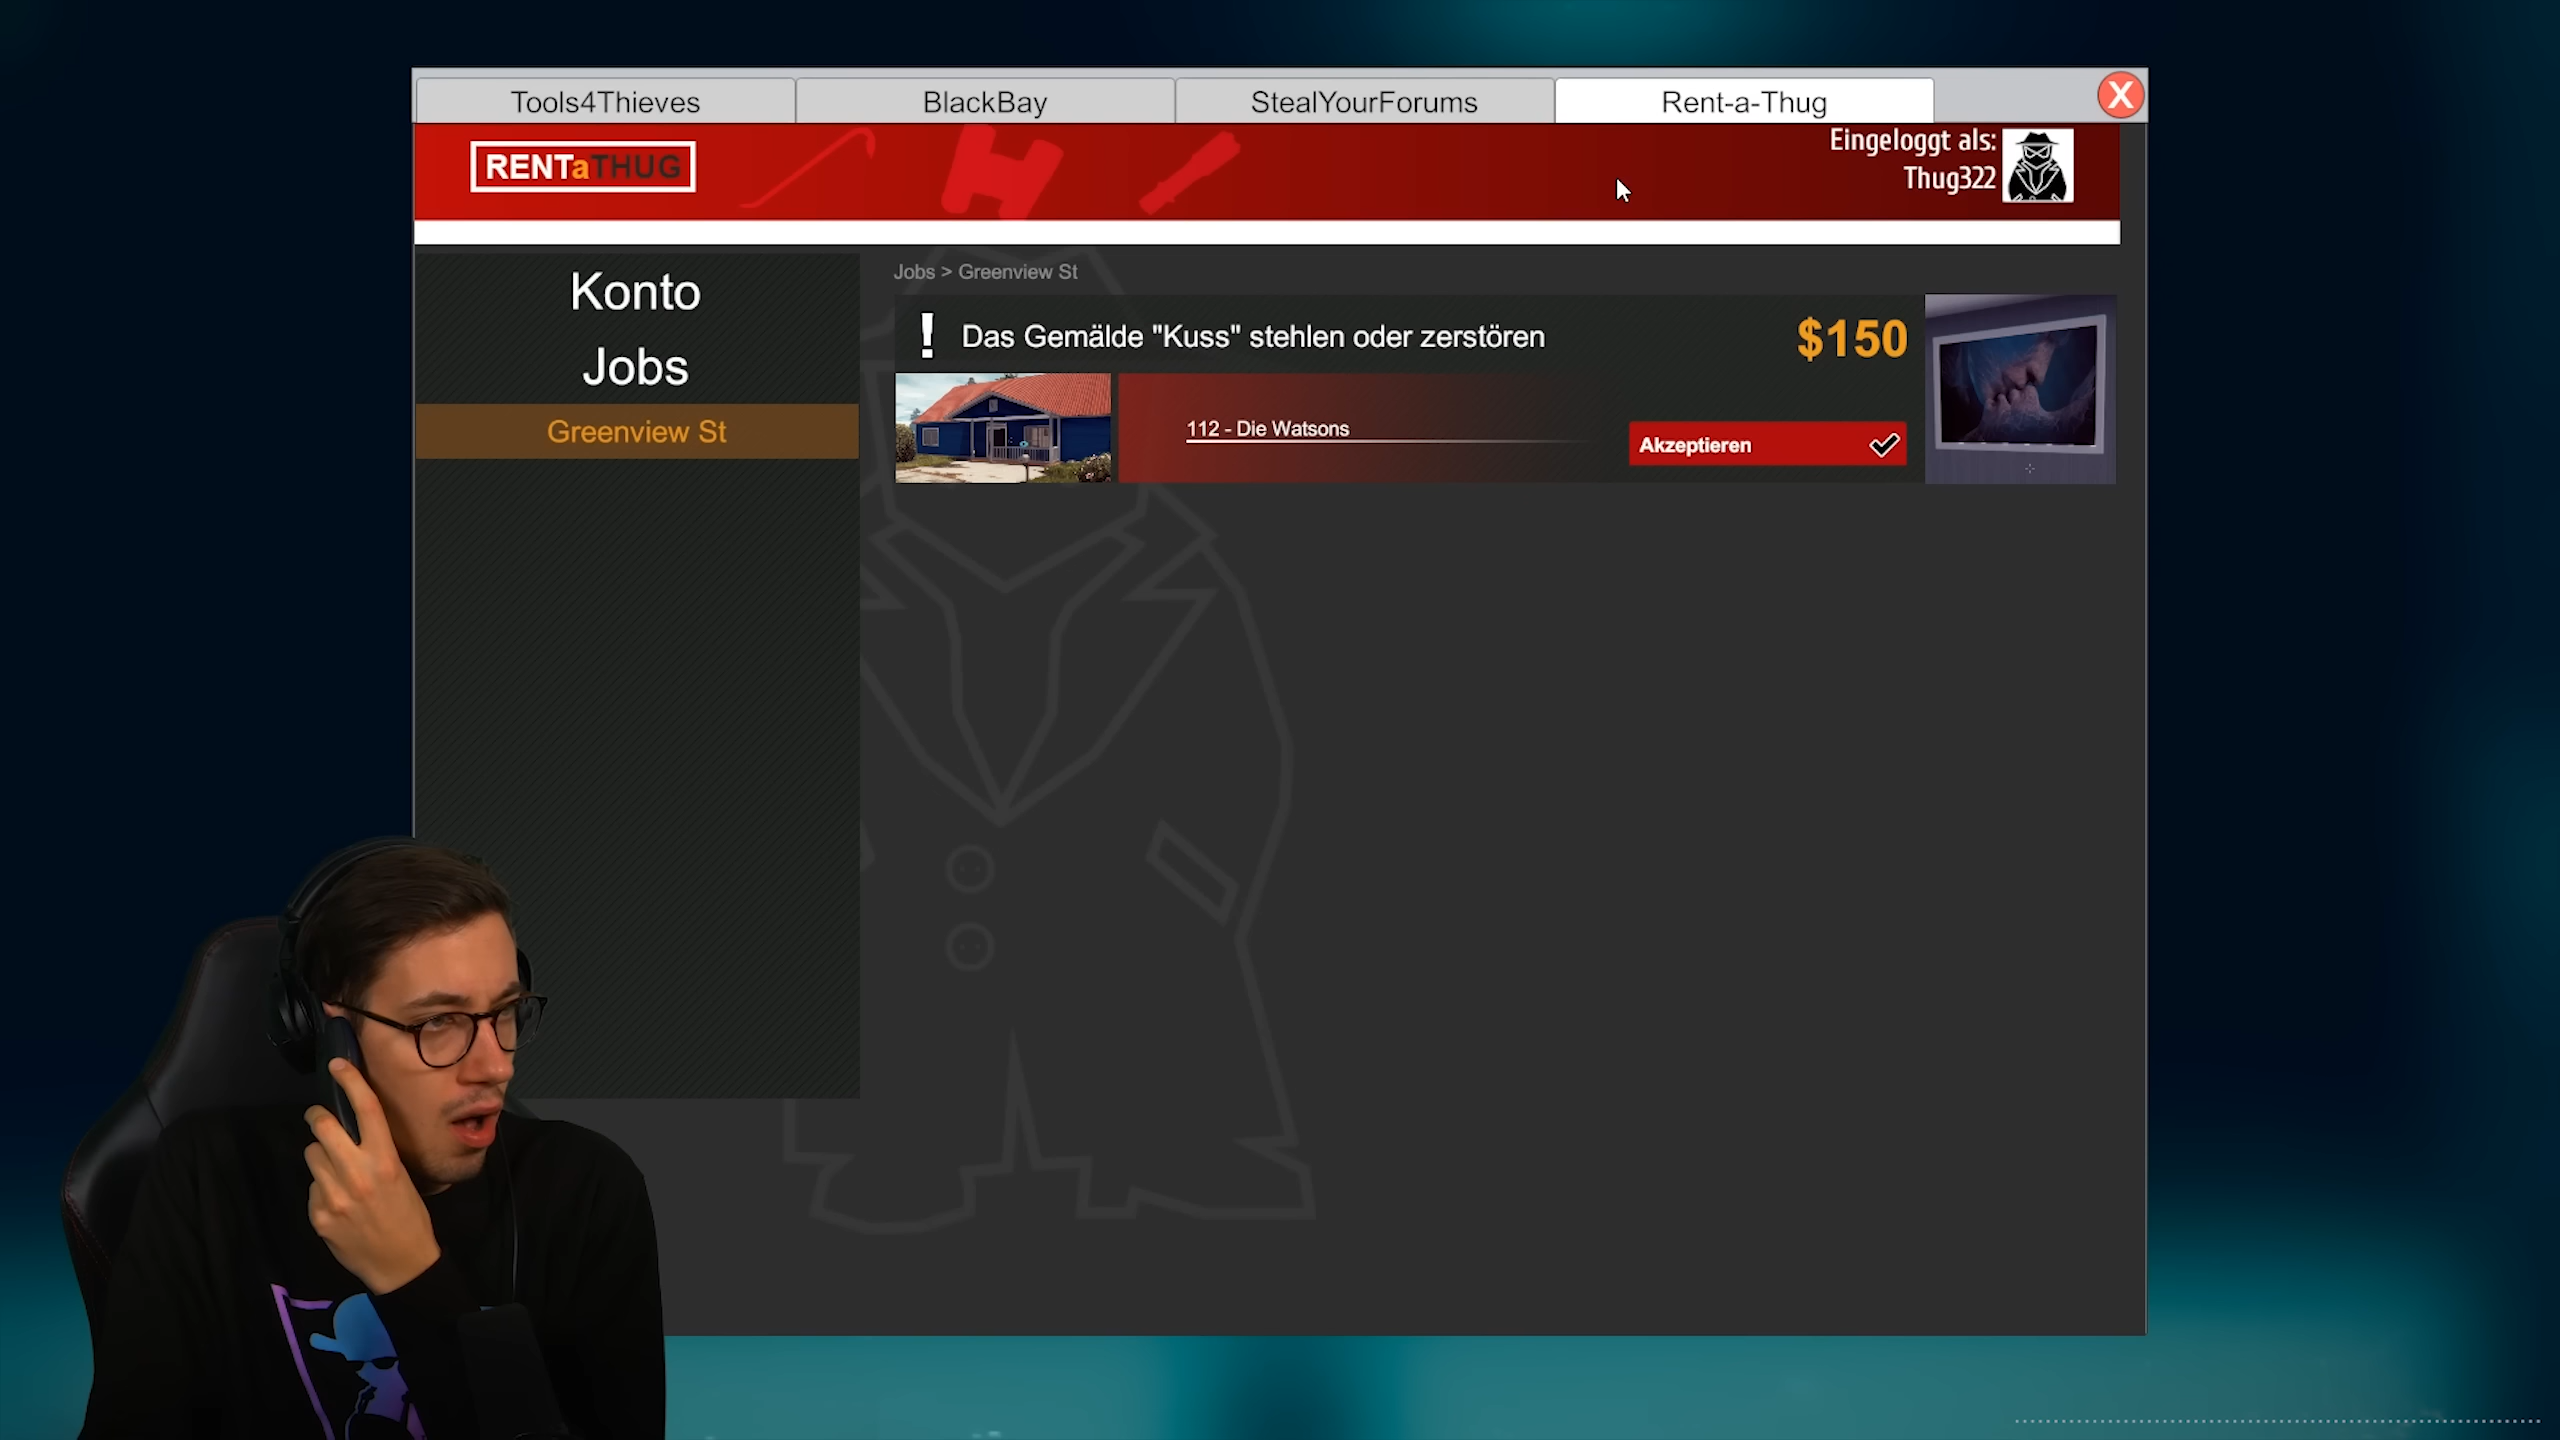 Tools4Thieves
BlackBay
StealYourForums
Rent-a-Thug
X
RENTaTHUG
Eingeloggt als:
Thug322
Konto
Jobs
Greenview St
Jobs > Greenview St
! Das Gemälde "Kuss" stehlen oder zerstören
$150
112 - Die Watsons
Akzeptieren